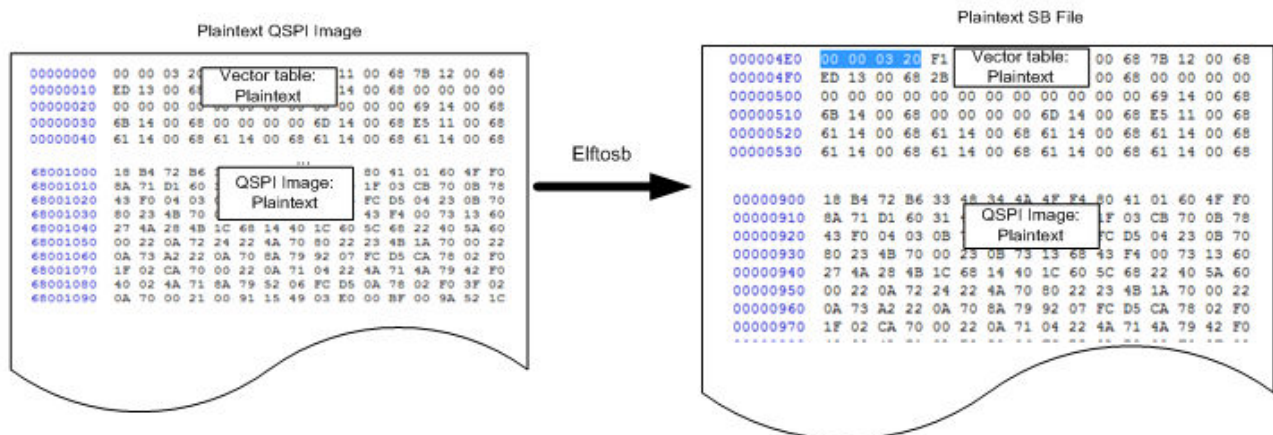 Plaintext QSPI Image
00000000 00 00 03 20 11 00 68 7B 12 00 68
Vector table:
00000010 ED 13 00 68 14 00 68 00 00 00 00
Plaintext
00000020 00 00 00 00 00 00 00 00 69 14 00 68
00000030 6B 14 00 68 00 00 00 00 6D 14 00 68 E5 11 00 68
00000040 61 14 00 68 61 14 00 68 61 14 00 68 61 14 00 68
...
68001000 18 B4 72 B6 80 41 01 60 4F F0
68001010 8A 71 D1 60 1F 03 CB 70 0B 78
QSPI Image:
68001020 43 F0 04 03 FC D5 04 23 0B 70
Plaintext
68001030 80 23 4B 70 43 F4 00 73 13 60
68001040 27 4A 28 4B 1C 68 14 40 1C 60 5C 68 22 40 5A 60
68001050 00 22 0A 72 24 22 4A 70 80 22 23 4B 1A 70 00 22
68001060 0A 73 A2 22 0A 70 8A 79 92 07 FC D5 CA 78 02 F0
68001070 1F 02 CA 70 00 22 0A 71 04 22 4A 71 4A 79 42 F0
68001080 40 02 4A 71 8A 79 52 06 FC D5 0A 78 02 F0 3F 02
68001090 0A 70 00 21 00 91 15 49 03 E0 00 BF 00 9A 52 1C
Elftosb
Plaintext SB File
000004E0 00 00 03 20 F1 00 68 7B 12 00 68
Vector table:
000004F0 ED 13 00 68 2B 00 68 00 00 00 00
Plaintext
00000500 00 00 00 00 00 00 00 00 00 00 00 00 69 14 00 68
00000510 6B 14 00 68 00 00 00 00 6D 14 00 68 E5 11 00 68
00000520 61 14 00 68 61 14 00 68 61 14 00 68 61 14 00 68
00000530 61 14 00 68 61 14 00 68 61 14 00 68 61 14 00 68
00000900 18 B4 72 B6 33 48 34 4A 4F F4 80 41 01 60 4F F0
00000910 8A 71 D1 60 31 1F 03 CB 70 0B 78
QSPI Image:
00000920 43 F0 04 03 0B FC D5 04 23 0B 70
Plaintext
00000930 80 23 4B 70 00 23 0B 73 13 68 43 F4 00 73 13 60
00000940 27 4A 28 4B 1C 68 14 40 1C 60 5C 68 22 40 5A 60
00000950 00 22 0A 72 24 22 4A 70 80 22 23 4B 1A 70 00 22
00000960 0A 73 A2 22 0A 70 8A 79 92 07 FC D5 CA 78 02 F0
00000970 1F 02 CA 70 00 22 0A 71 04 22 4A 71 4A 79 42 F0